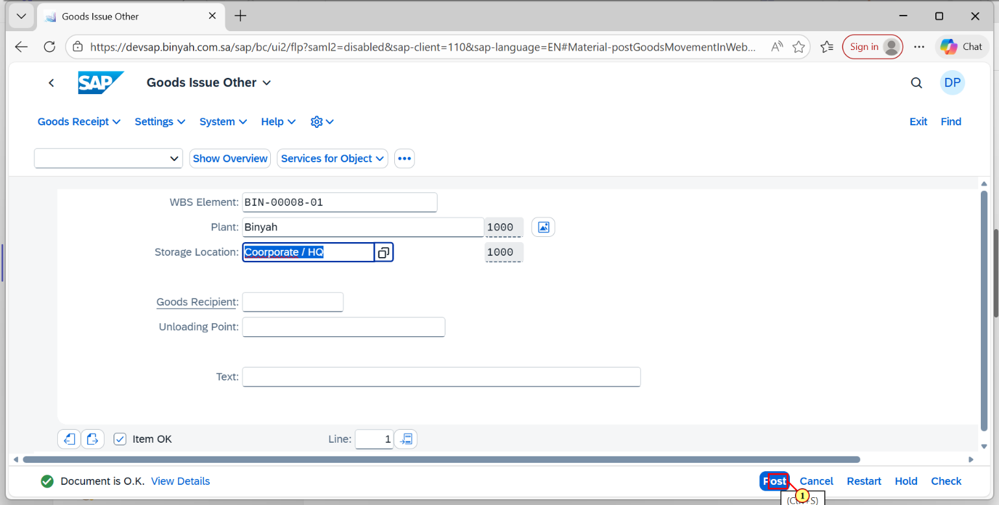 Goods Issue Other
https://devsap.binyah.com.sa/sap/bc/ui2/flp?saml2=disabled&sap-client=110&sap-language=EN#Material-postGoodsMovementInWeb...
Sign in
Chat
SAP
Goods Issue Other
DP
Goods Receipt
Settings
System
Help
Exit
Find
Show Overview
Services for Object
WBS Element: BIN-00008-01
Plant: Binyah 1000
Storage Location: Coorporate / HQ 1000
Goods Recipient:
Unloading Point:
Text:
Item OK
Line: 1
Document is O.K. View Details
Post Cancel Restart Hold Check
1